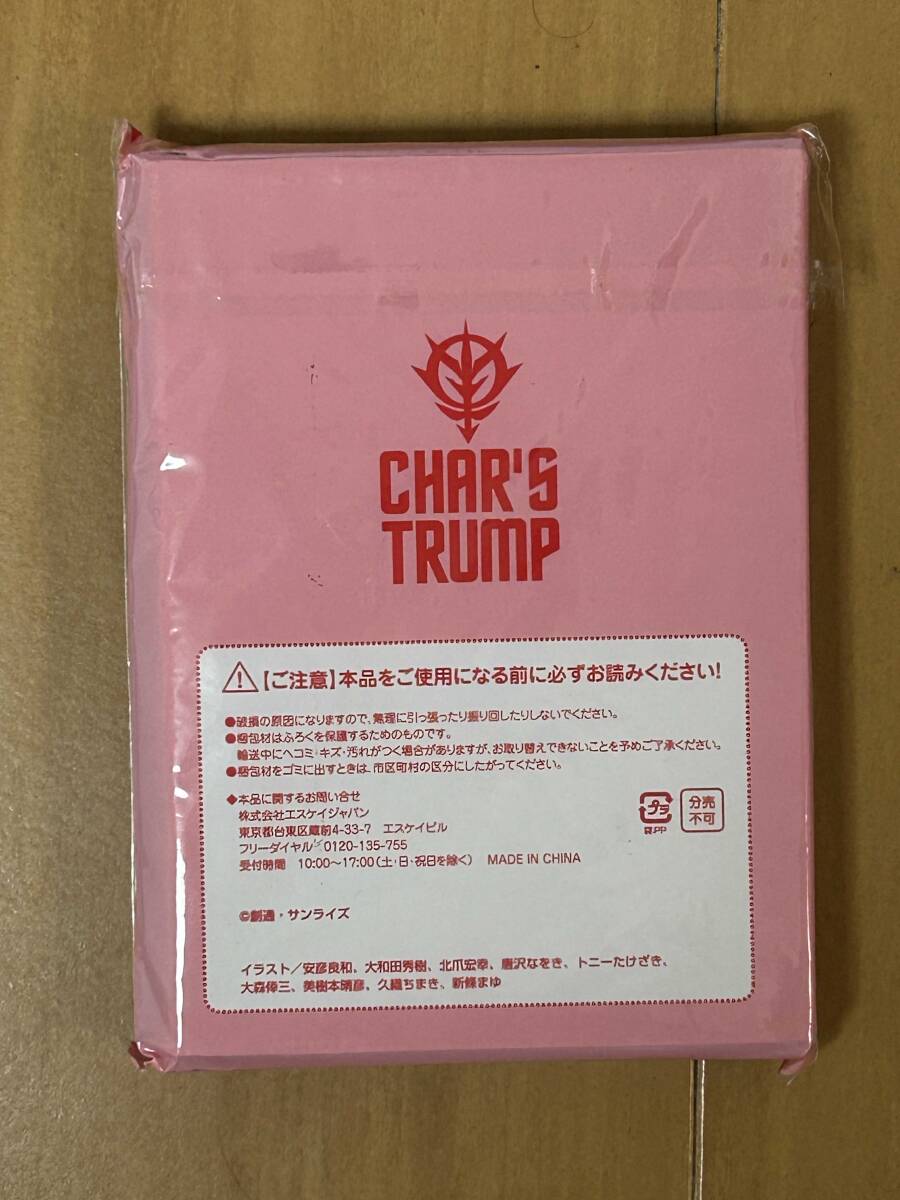 CHAR'S
TRUMP
【ご注意】本品をご使用になる前に必ずお読みください!
●破損の原因になりますので、無理に引っ張ったり振り回したりしないでください。
●梱包材はふろくを保護するためのものです。
輸送中にヘコミ・キズ・汚れがつく場合がありますが、お取り替えできないことを予めご了承ください。
●梱包材をゴミに出すときは、市区町村の区分にしたがってください。
◆本品に関するお問い合せ
株式会社エスケイジャパン
東京都台東区蔵前4-33-7 エスケイビル
フリーダイヤル 0120-135-755
受付時間 10:00～17:00(土・日・祝日を除く) MADE IN CHINA
プラ
袋:PP
分売
不可
©創通・サンライズ
イラスト/安彦良和、大和田秀樹、北爪宏幸、唐沢なをき、トニーたけざき、
大森倖三、美樹本晴彦、久織ちまき、新條まゆ